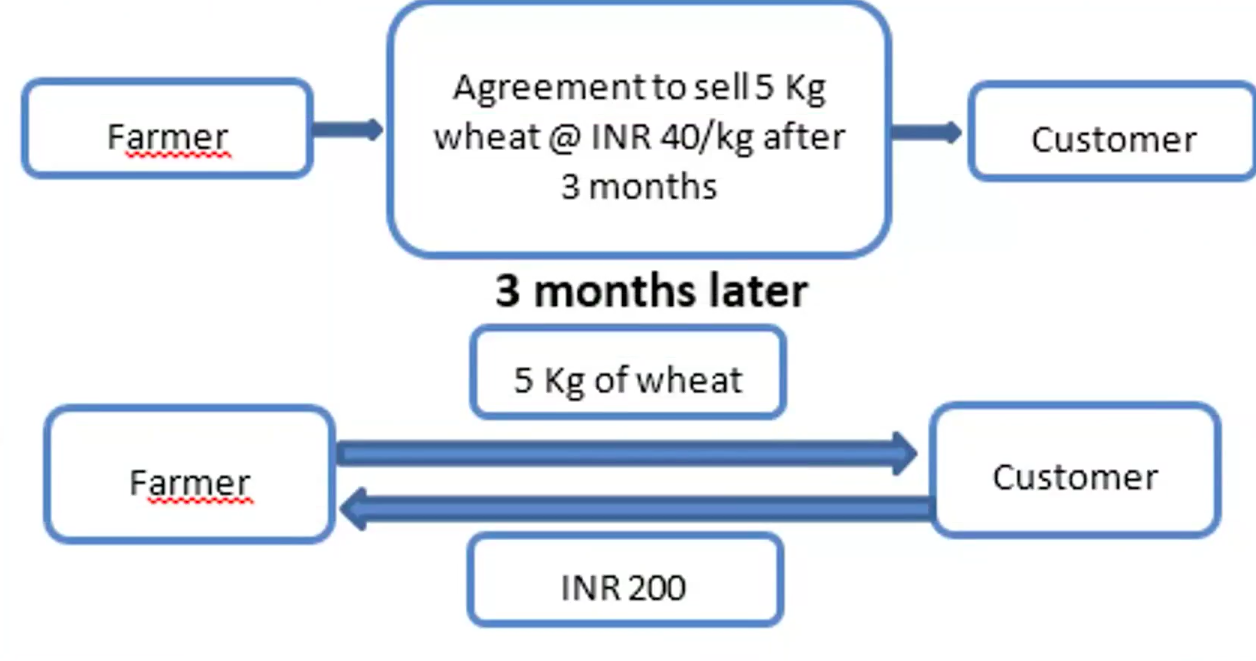 Farmer
Agreement to sell 5 Kg
wheat @ INR 40/kg after
3 months
Customer
3 months later
5 Kg of wheat
Farmer
Customer
INR 200